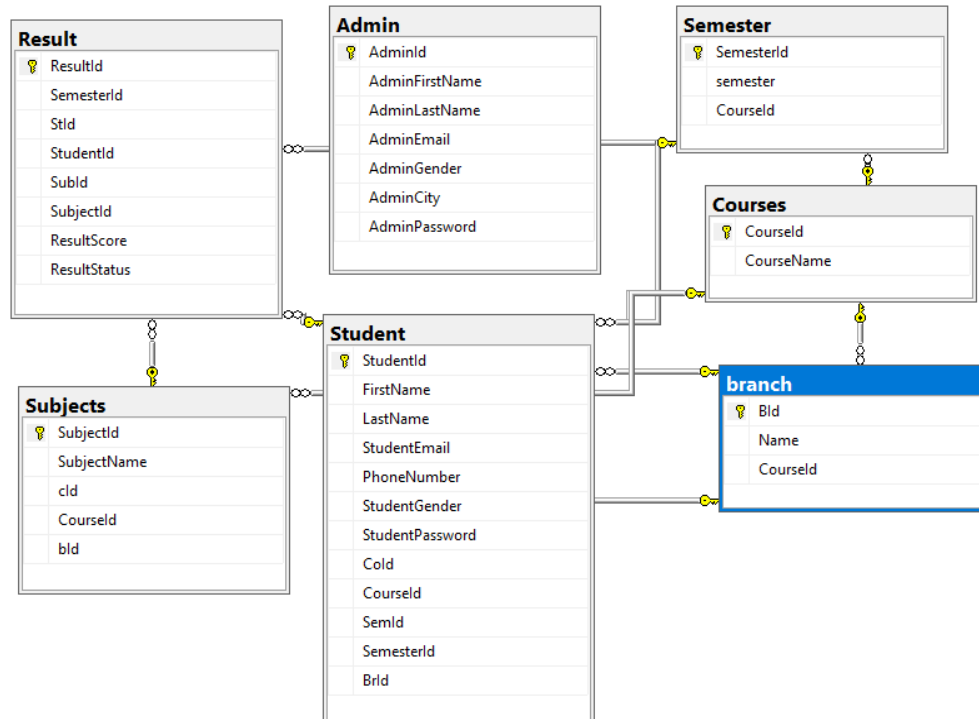 Result
ResultId
SemesterId
StId
StudentId
SubId
SubjectId
ResultScore
ResultStatus
Admin
AdminId
AdminFirstName
AdminLastName
AdminEmail
AdminGender
AdminCity
AdminPassword
Semester
SemesterId
semester
CourseId
Courses
CourseId
CourseName
Student
StudentId
FirstName
LastName
StudentEmail
PhoneNumber
StudentGender
StudentPassword
CoId
CourseId
SemId
SemesterId
BrId
branch
BId
Name
CourseId
Subjects
SubjectId
SubjectName
cId
CourseId
bId